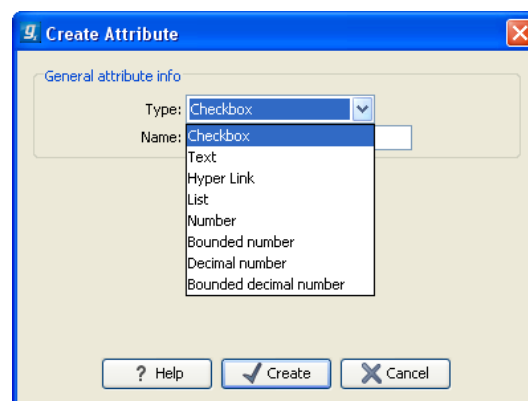 g. Create Attribute
General attribute info
Type: Checkbox
Name: Checkbox
Text
Hyper Link
List
Number
Bounded number
Decimal number
Bounded decimal number
? Help Create Cancel